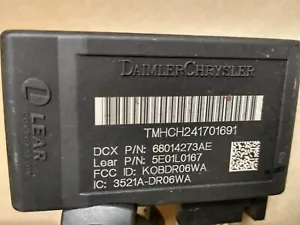 DAIMLERCHRYSLER
LEAR
TMHCH241701691
DCX P/N: 68014273AE
Lear P/N: 5E01L0167
FCC ID: KOBDR06WA
IC: 3521A-DR06WA